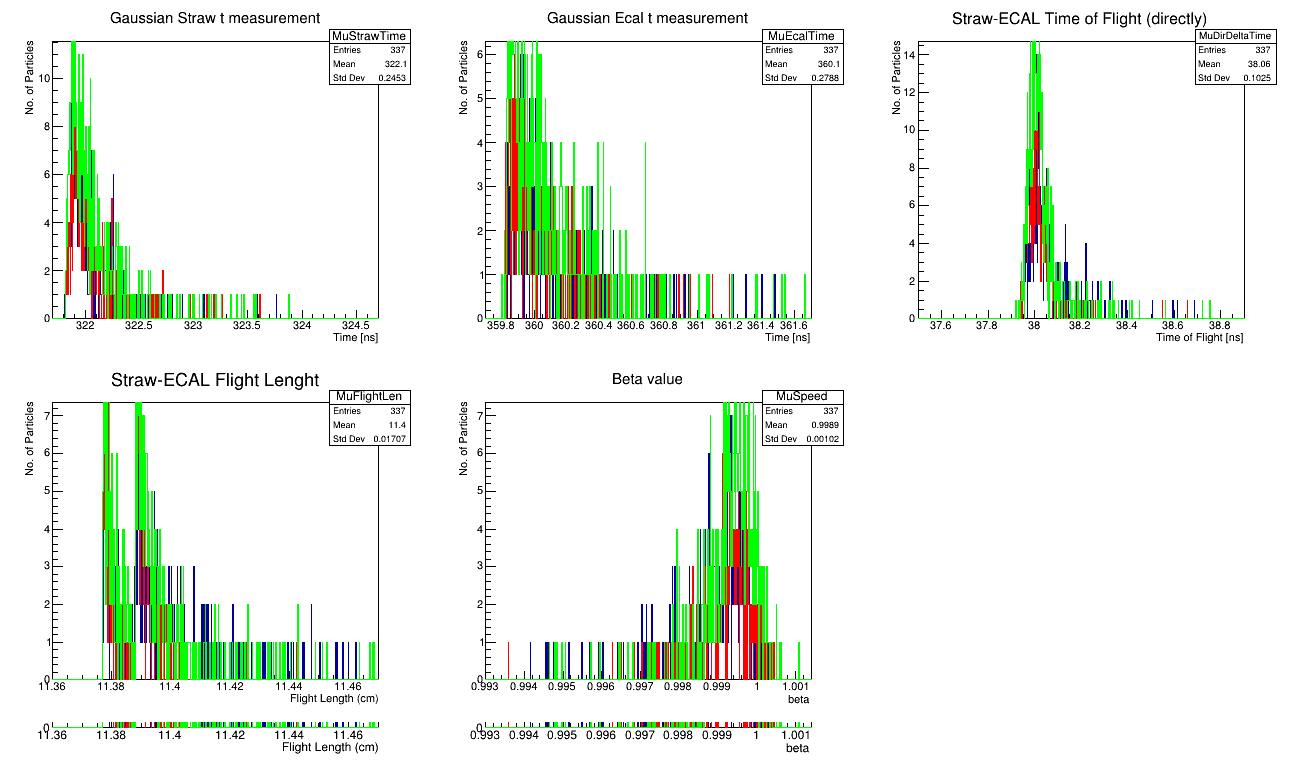 Gaussian Straw t measurement
No. of Particles
MuStrawTime
Entries 337
Mean 322.1
Std Dev 0.2453
10
8
6
4
2
0
322 322.5 323 323.5 324 324.5
Time [ns]
Gaussian Ecal t measurement
No. of Particles
MuEcalTime
Entries 337
Mean 360.1
Std Dev 0.2788
6
5
4
3
2
1
0
359.8 360 360.2 360.4 360.6 360.8 361 361.2 361.4 361.6
Time [ns]
Straw-ECAL Time of Flight (directly)
No. of Particles
MuDirDeltaTime
Entries 337
Mean 38.06
Std Dev 0.1025
14
12
10
8
6
4
2
0
37.6 37.8 38 38.2 38.4 38.6 38.8
Time of Flight [ns]
Straw-ECAL Flight Lenght
No. of Particles
MuFlightLen
Entries 337
Mean 11.4
Std Dev 0.01707
7
6
5
4
3
2
1
0
11.36 11.38 11.4 11.42 11.44 11.46
Flight Length (cm)
0
11.36 11.38 11.4 11.42 11.44 11.46
Flight Length (cm)
Beta value
No. of Particles
MuSpeed
Entries 337
Mean 0.9989
Std Dev 0.00102
7
6
5
4
3
2
1
0
0.993 0.994 0.995 0.996 0.997 0.998 0.999 1 1.001
beta
0
0.993 0.994 0.995 0.996 0.997 0.998 0.999 1 1.001
beta